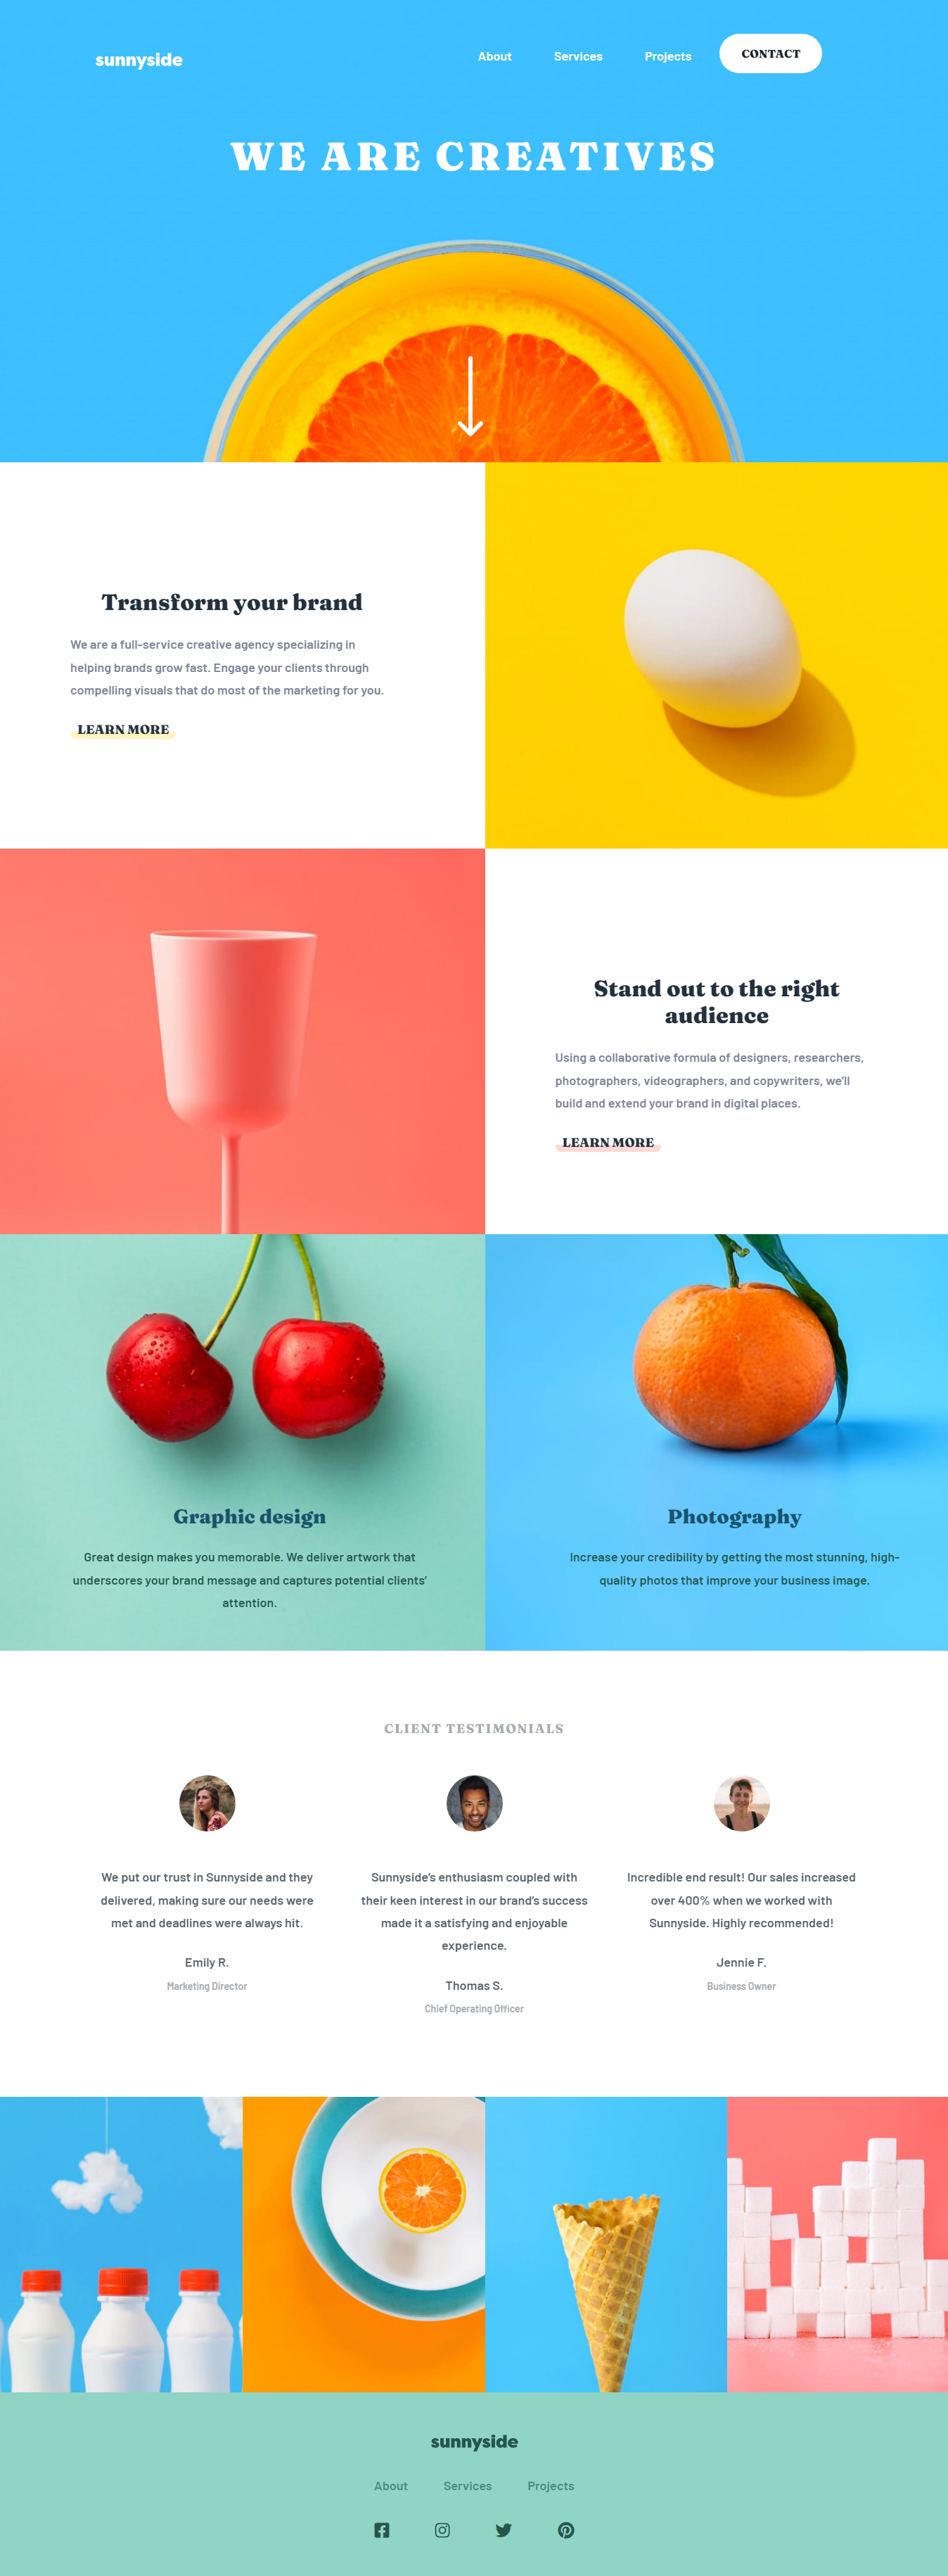 sunnyside
About Services Projects CONTACT
WE ARE CREATIVES
Transform your brand
We are a full-service creative agency specializing in
helping brands grow fast. Engage your clients through
compelling visuals that do most of the marketing for you.
LEARN MORE
Stand out to the right
audience
Using a collaborative formula of designers, researchers,
photographers, videographers, and copywriters, we'll
build and extend your brand in digital places.
LEARN MORE
Graphic design
Great design makes you memorable. We deliver artwork that
underscores your brand message and captures potential clients'
attention.
Photography
Increase your credibility by getting the most stunning, high-
quality photos that improve your business image.
CLIENT TESTIMONIALS
We put our trust in Sunnyside and they
delivered, making sure our needs were
met and deadlines were always hit.
Emily R.
Marketing Director
Sunnyside's enthusiasm coupled with
their keen interest in our brand's success
made it a satisfying and enjoyable
experience.
Thomas S.
Chief Operating Officer
Incredible end result! Our sales increased
over 400% when we worked with
Sunnyside. Highly recommended!
Jennie F.
Business Owner
sunnyside
About Services Projects